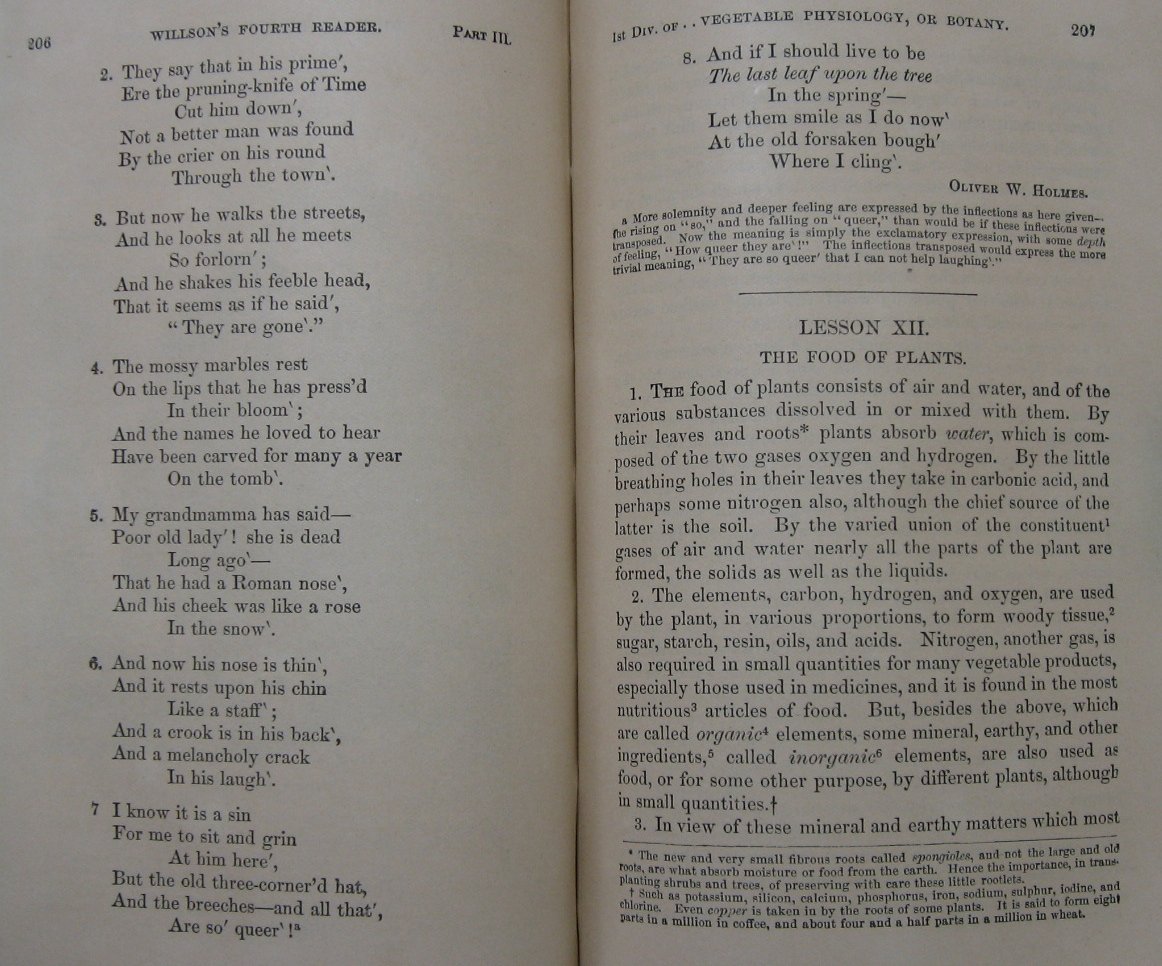 206 WILLSON'S FOURTH READER. PART III.
2. They say that in his prime′,
Ere the pruning-knife of Time
Cut him down′,
Not a better man was found
By the crier on his round
Through the town‵.
3. But now he walks the streets,
And he looks at all he meets
So forlorn′;
And he shakes his feeble head,
That it seems as if he said′,
“They are gone‵.”
4. The mossy marbles rest
On the lips that he has press'd
In their bloom‵;
And the names he loved to hear
Have been carved for many a year
On the tomb‵.
5. My grandmamma has said—
Poor old lady′! she is dead
Long ago‵—
That he had a Roman nose‵,
And his cheek was like a rose
In the snow‵.
6. And now his nose is thin‵,
And it rests upon his chin
Like a staff‵;
And a crook is in his back‵,
And a melancholy crack
In his laugh‵.
7 I know it is a sin
For me to sit and grin
At him here′,
But the old three-corner'd hat,
And the breeches—and all that′,
Are so′ queer‵!a
1st DIV. OF . . VEGETABLE PHYSIOLOGY, OR BOTANY. 207
8. And if I should live to be
The last leaf upon the tree
In the spring′—
Let them smile as I do now‵
At the old forsaken bough′
Where I cling‵.
OLIVER W. HOLMES.
a More solemnity and deeper feeling are expressed by the inflections as here given—
the rising on “so,” and the falling on “queer,” than would be if these inflections were
transposed. Now the meaning is simply the exclamatory expression, with some depth
of feeling, “How queer they are‵!” The inflections transposed would express the more
trivial meaning, “They are so queer′ that I can not help laughing‵.”
LESSON XII.
THE FOOD OF PLANTS.
1. THE food of plants consists of air and water, and of the
various substances dissolved in or mixed with them. By
their leaves and roots* plants absorb water, which is com-
posed of the two gases oxygen and hydrogen. By the little
breathing holes in their leaves they take in carbonic acid, and
perhaps some nitrogen also, although the chief source of the
latter is the soil. By the varied union of the constituent¹
gases of air and water nearly all the parts of the plant are
formed, the solids as well as the liquids.
2. The elements, carbon, hydrogen, and oxygen, are used
by the plant, in various proportions, to form woody tissue,²
sugar, starch, resin, oils, and acids. Nitrogen, another gas, is
also required in small quantities for many vegetable products,
especially those used in medicines, and it is found in the most
nutritious³ articles of food. But, besides the above, which
are called organic⁴ elements, some mineral, earthy, and other
ingredients,⁵ called inorganic⁶ elements, are also used as
food, or for some other purpose, by different plants, although
in small quantities.†
3. In view of these mineral and earthy matters which most
* The new and very small fibrous roots called spongioles, and not the large and old
roots, are what absorb moisture or food from the earth. Hence the importance, in trans-
planting shrubs and trees, of preserving with care these little rootlets.
† Such as potassium, silicon, calcium, phosphorus, iron, sodium, sulphur, iodine, and
chlorine. Even copper is taken in by the roots of some plants. It is said to form eight
parts in a million in coffee, and about four and a half parts in a million in wheat.